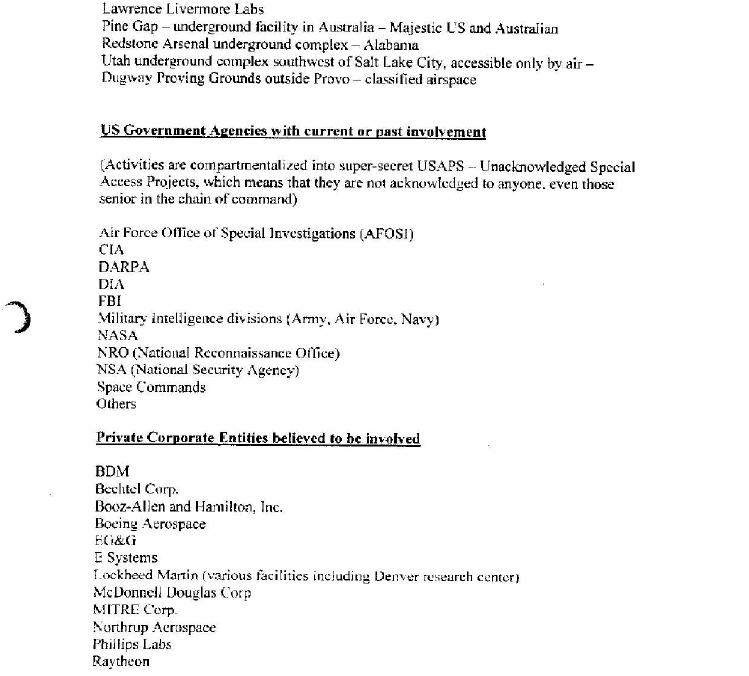 Lawrence Livermore Labs
Pine Gap – underground facility in Australia – Majestic US and Australian
Redstone Arsenal underground complex – Alabama
Utah underground complex southwest of Salt Lake City, accessible only by air –
Dugway Proving Grounds outside Provo – classified airspace
US Government Agencies with current or past involvement
(Activities are compartmentalized into super-secret USAPS – Unacknowledged Special
Access Projects, which means that they are not acknowledged to anyone, even those
senior in the chain of command)
Air Force Office of Special Investigations (AFOSI)
CIA
DARPA
DIA
FBI
Military Intelligence divisions (Army, Air Force, Navy)
NASA
NRO (National Reconnaissance Office)
NSA (National Security Agency)
Space Commands
Others
Private Corporate Entities believed to be involved
BDM
Bechtel Corp.
Booz-Allen and Hamilton, Inc.
Boeing Aerospace
EG&G
E Systems
Lockheed Martin (various facilities including Denver research center)
McDonnell Douglas Corp
MITRE Corp.
Northrup Aerospace
Phillips Labs
Raytheon